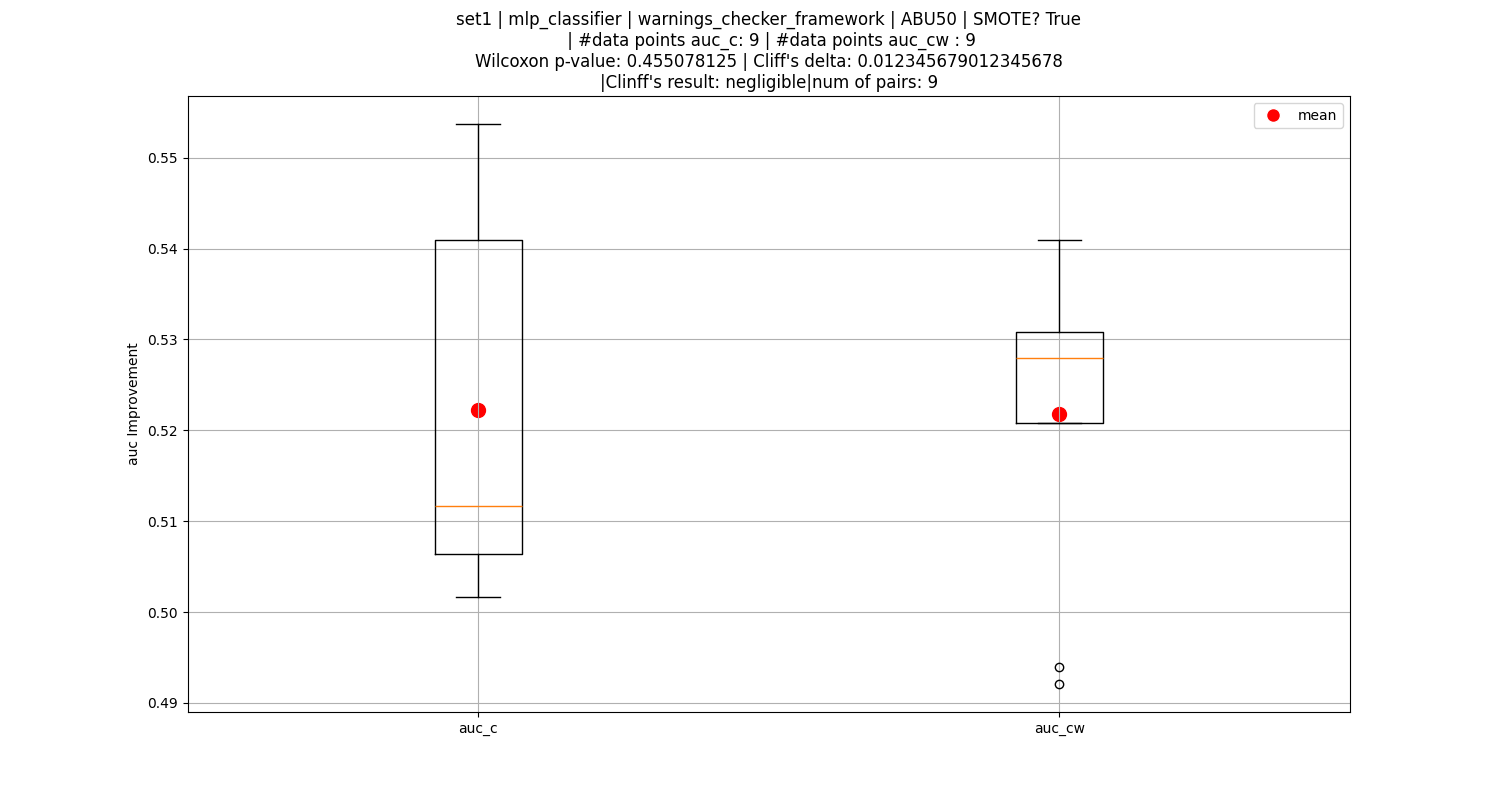 set1 | mlp_classifier | warnings_checker_framework | ABU50 | SMOTE? True
| #data points auc_c: 9 | #data points auc_cw : 9
Wilcoxon p-value: 0.455078125 | Cliff's delta: 0.012345679012345678
|Clinff's result: negligible|num of pairs: 9
mean
auc Improvement
0.55
0.54
0.53
0.52
0.51
0.50
0.49
auc_c
auc_cw